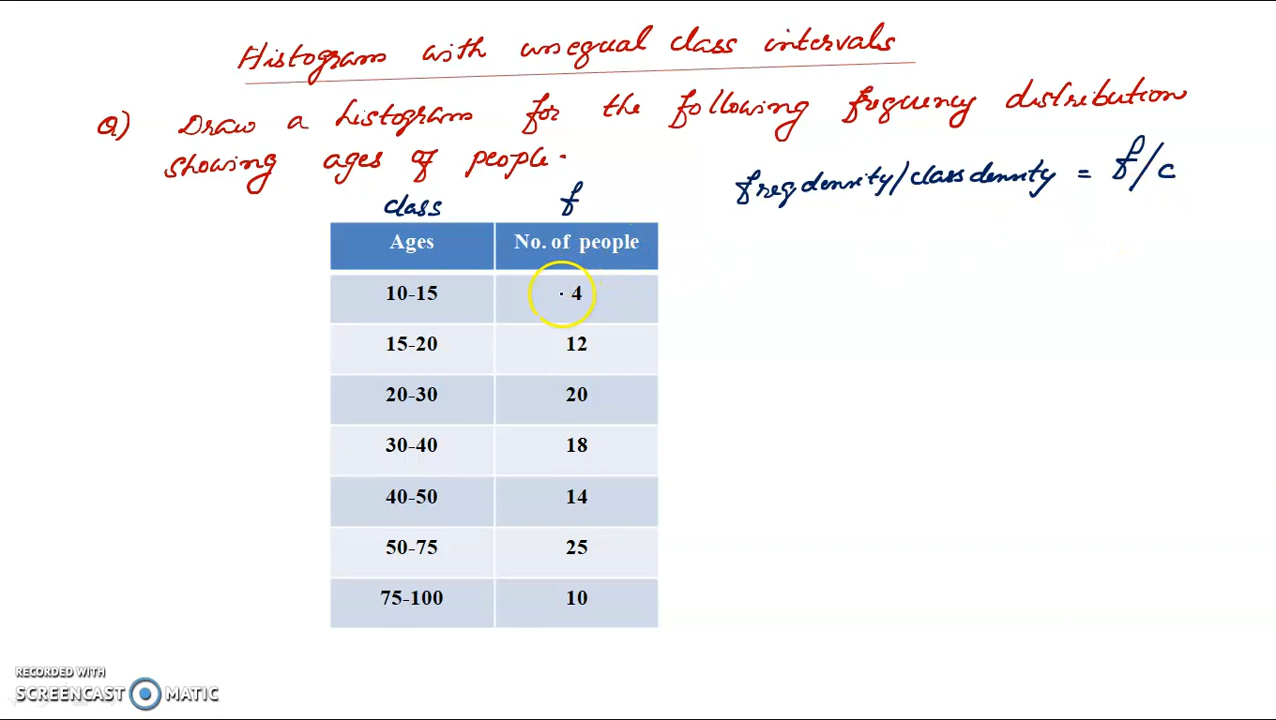 Histogram with unequal class intervals
Q) Draw a histogram for the following frequency distribution
showing ages of people.
freq density/class density = f/c
class f
Ages No. of people
10-15 4
15-20 12
20-30 20
30-40 18
40-50 14
50-75 25
75-100 10
RECORDED WITH
SCREENCAST MATIC